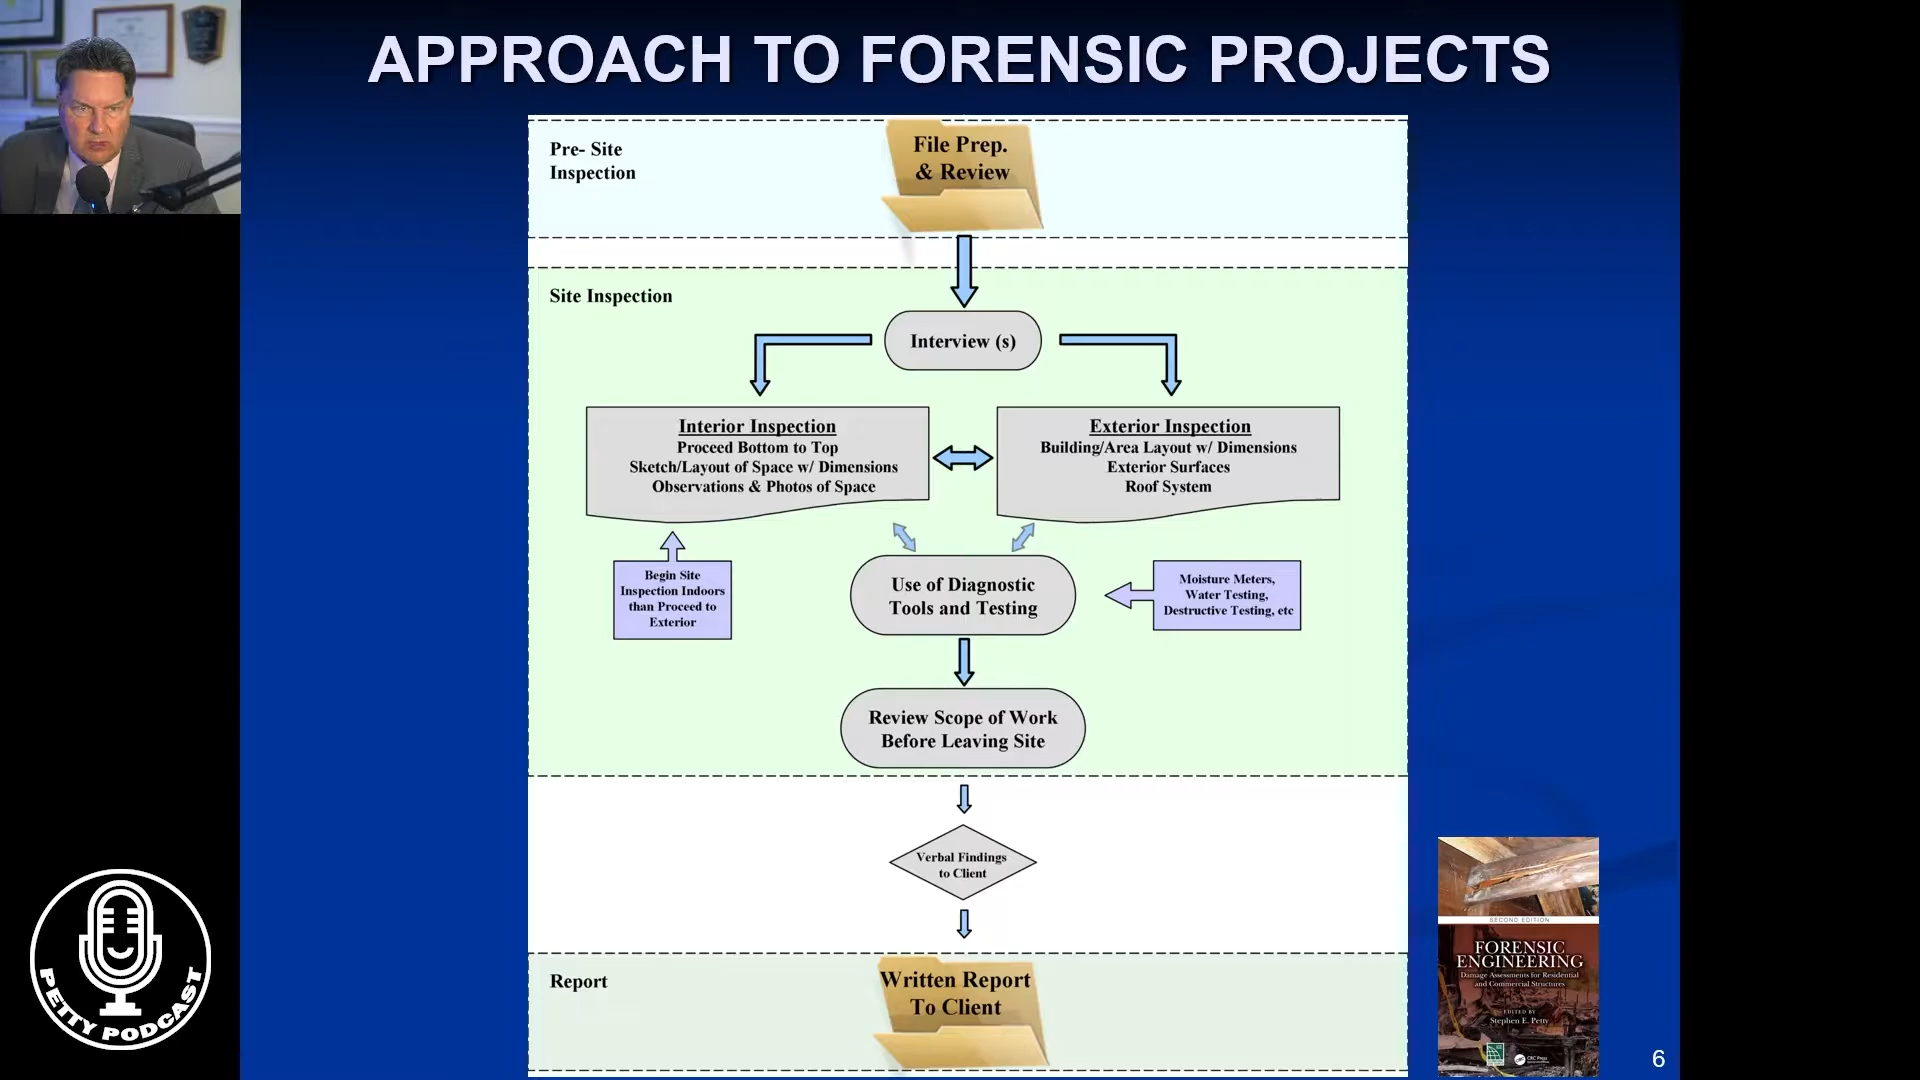 APPROACH TO FORENSIC PROJECTS
Pre- Site
Inspection
File Prep.
& Review
Site Inspection
Interview (s)
Interior Inspection
Proceed Bottom to Top
Sketch/Layout of Space w/ Dimensions
Observations & Photos of Space
Exterior Inspection
Building/Area Layout w/ Dimensions
Exterior Surfaces
Roof System
Begin Site
Inspection Indoors
than Proceed to
Exterior
Use of Diagnostic
Tools and Testing
Moisture Meters,
Water Testing,
Destructive Testing, etc
Review Scope of Work
Before Leaving Site
Verbal Findings
to Client
Report
Written Report
To Client
PETTY PODCAST
SECOND EDITION
FORENSIC
ENGINEERING
Damage Assessments for Residential
and Commercial Structures
EDITED BY
Stephen E. Petty
CRC Press
6